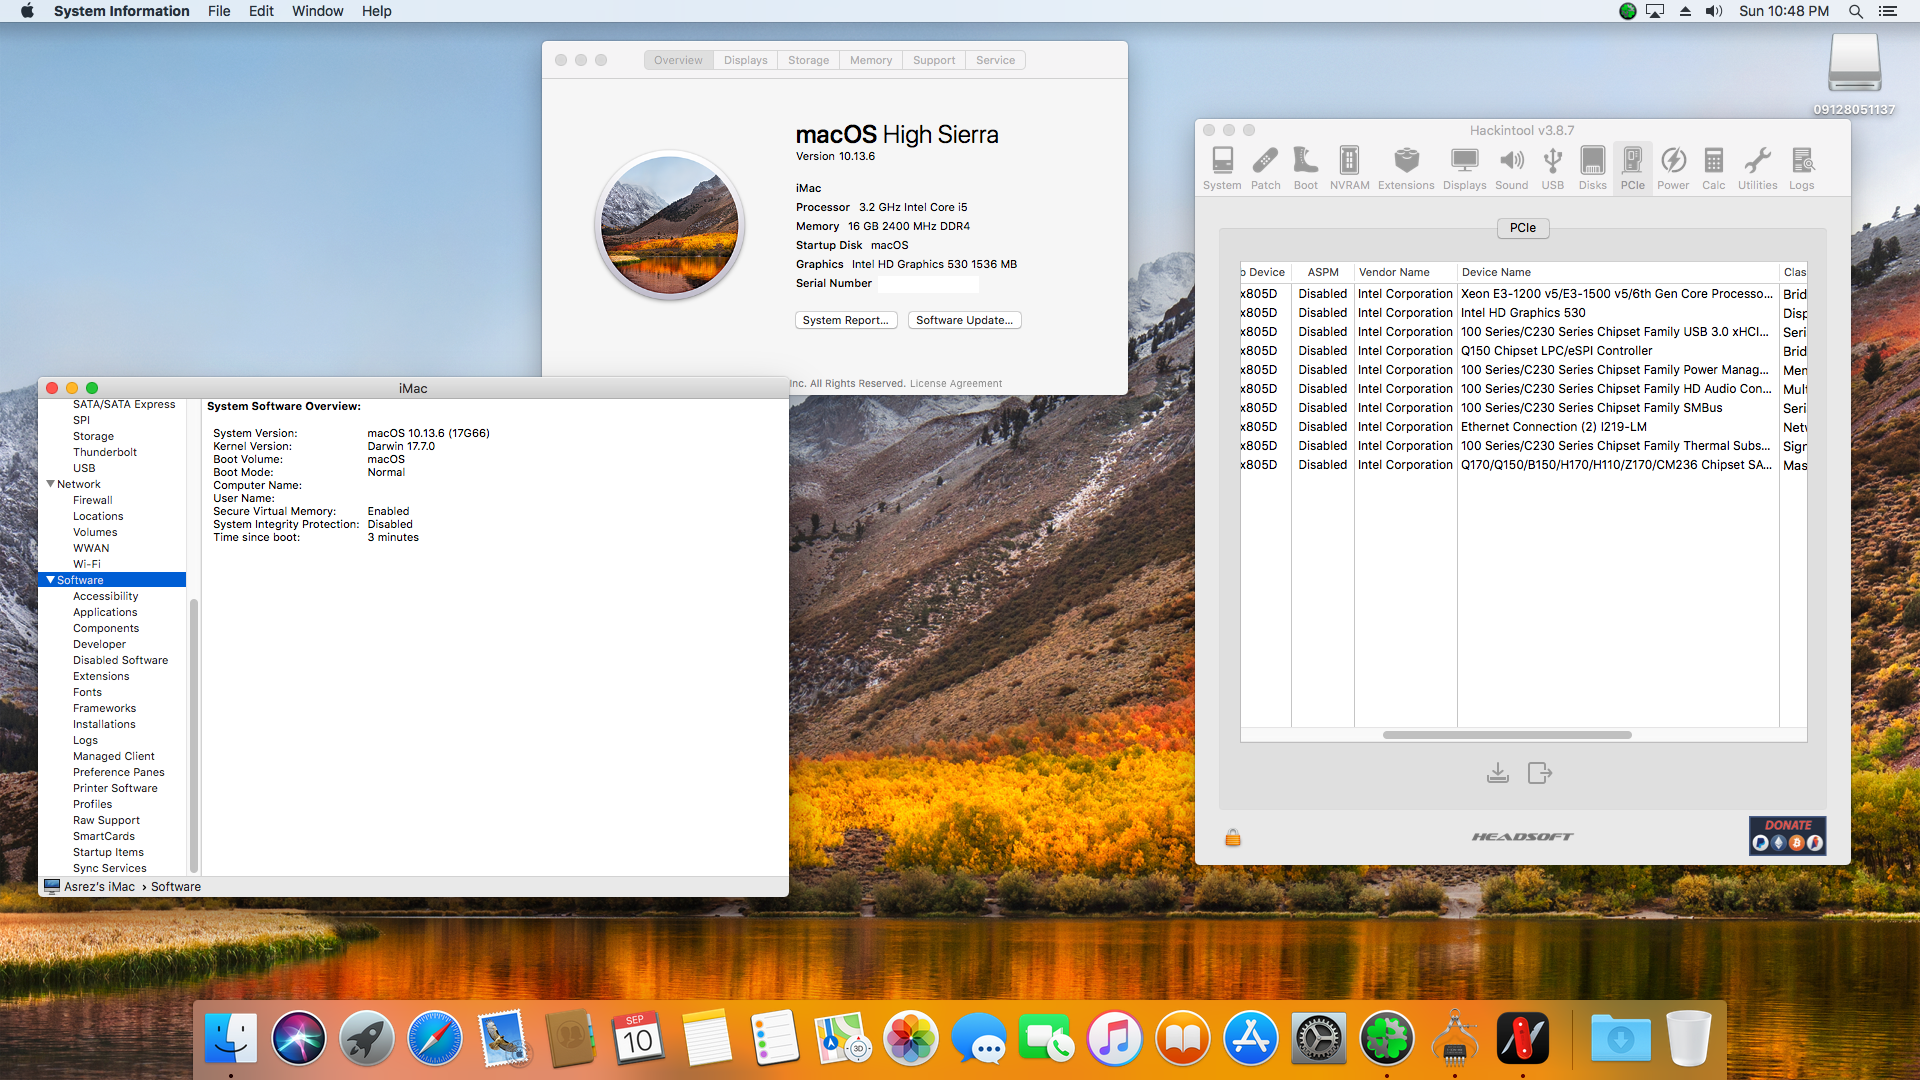 System Information File Edit Window Help
Sun 10:48 PM
09128051137
Overview Displays Storage Memory Support Service
macOS High Sierra
Version 10.13.6
iMac
Processor 3.2 GHz Intel Core i5
Memory 16 GB 2400 MHz DDR4
Startup Disk macOS
Graphics Intel HD Graphics 530 1536 MB
Serial Number
System Report... Software Update...
Inc. All Rights Reserved. License Agreement
Hackintool v3.8.7
System Patch Boot NVRAM Extensions Displays Sound USB Disks PCIe Power Calc Utilities Logs
PCIe
o Device ASPM Vendor Name Device Name Clas
x805D Disabled Intel Corporation Xeon E3-1200 v5/E3-1500 v5/6th Gen Core Processo... Brid
x805D Disabled Intel Corporation Intel HD Graphics 530 Disp
x805D Disabled Intel Corporation 100 Series/C230 Series Chipset Family USB 3.0 xHCI... Seri
x805D Disabled Intel Corporation Q150 Chipset LPC/eSPI Controller Brid
x805D Disabled Intel Corporation 100 Series/C230 Series Chipset Family Power Manag... Mem
x805D Disabled Intel Corporation 100 Series/C230 Series Chipset Family HD Audio Con... Mult
x805D Disabled Intel Corporation 100 Series/C230 Series Chipset Family SMBus Seri
x805D Disabled Intel Corporation Ethernet Connection (2) I219-LM Netw
x805D Disabled Intel Corporation 100 Series/C230 Series Chipset Family Thermal Subs... Sign
x805D Disabled Intel Corporation Q170/Q150/B150/H170/H110/Z170/CM236 Chipset SA... Mas
HEADSOFT
DONATE
iMac
SATA/SATA Express
SPI
Storage
Thunderbolt
USB
Network
Firewall
Locations
Volumes
WWAN
Wi-Fi
Software
Accessibility
Applications
Components
Developer
Disabled Software
Extensions
Fonts
Frameworks
Installations
Logs
Managed Client
Preference Panes
Printer Software
Profiles
Raw Support
SmartCards
Startup Items
Sync Services
System Software Overview:
System Version: macOS 10.13.6 (17G66)
Kernel Version: Darwin 17.7.0
Boot Volume: macOS
Boot Mode: Normal
Computer Name:
User Name:
Secure Virtual Memory: Enabled
System Integrity Protection: Disabled
Time since boot: 3 minutes
Asrez's iMac › Software
SEP
10
3D